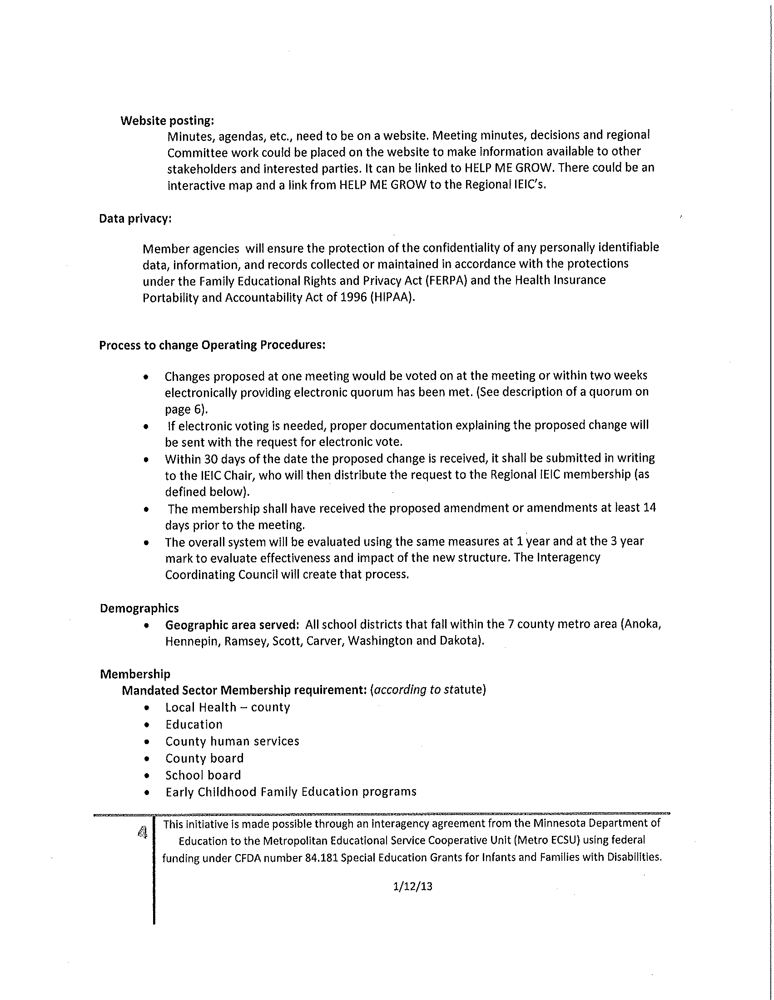 Website posting:
Minutes, agendas, etc., need to be on a website. Meeting minutes, decisions and regional
Committee work could be placed on the website to make information available to other
stakeholders and interested parties. It can be linked to HELP ME GROW. There could be an
interactive map and a link from HELP ME GROW to the Regional IEIC's.
Data privacy:
Member agencies will ensure the protection of the confidentiality of any personally identifiable
data, information, and records collected or maintained in accordance with the protections
under the Family Educational Rights and Privacy Act (FERPA) and the Health Insurance
Portability and Accountability Act of 1996 (HIPAA).
Process to change Operating Procedures:
• Changes proposed at one meeting would be voted on at the meeting or within two weeks
electronically providing electronic quorum has been met. (See description of a quorum on
page 6).
• If electronic voting is needed, proper documentation explaining the proposed change will
be sent with the request for electronic vote.
• Within 30 days of the date the proposed change is received, it shall be submitted in writing
to the IEIC Chair, who will then distribute the request to the Regional IEIC membership (as
defined below).
• The membership shall have received the proposed amendment or amendments at least 14
days prior to the meeting.
• The overall system will be evaluated using the same measures at 1 year and at the 3 year
mark to evaluate effectiveness and impact of the new structure. The Interagency
Coordinating Council will create that process.
Demographics
• Geographic area served: All school districts that fall within the 7 county metro area (Anoka,
Hennepin, Ramsey, Scott, Carver, Washington and Dakota).
Membership
Mandated Sector Membership requirement: (according to statute)
• Local Health – county
• Education
• County human services
• County board
• School board
• Early Childhood Family Education programs
4
This initiative is made possible through an interagency agreement from the Minnesota Department of
Education to the Metropolitan Educational Service Cooperative Unit (Metro ECSU) using federal
funding under CFDA number 84.181 Special Education Grants for Infants and Families with Disabilities.
1/12/13